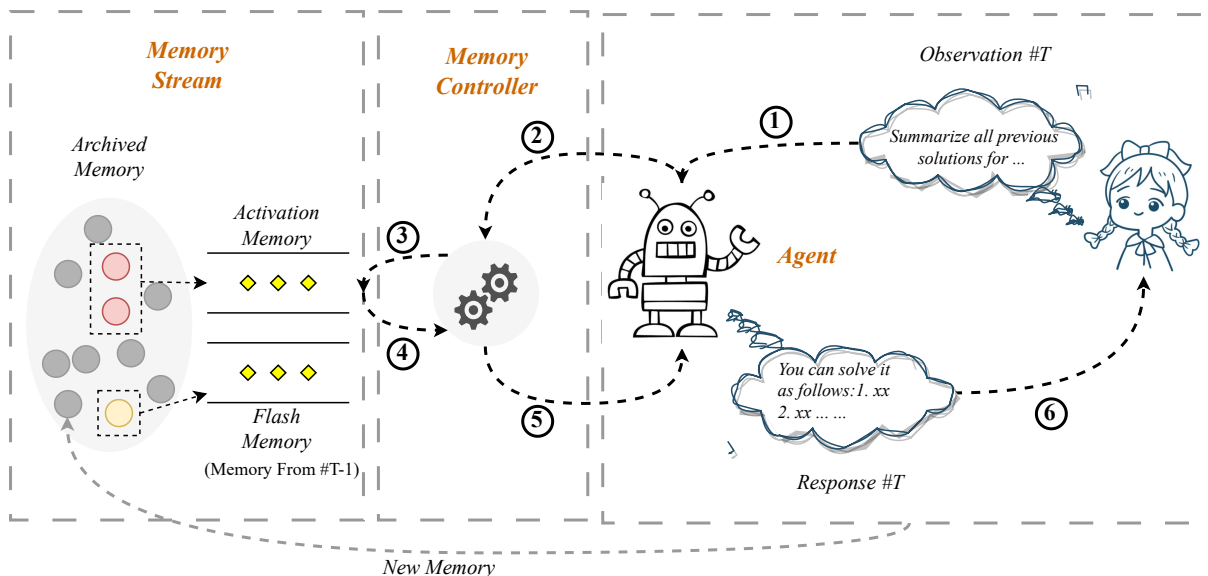 Memory
Stream
Archived
Memory
Activation
Memory
Flash
Memory
(Memory From #T-1)
Memory
Controller
2
3
4
5
Observation #T
1
Summarize all previous
solutions for ...
Agent
You can solve it
as follows:1. xx
2. xx ... ...
6
Response #T
New Memory